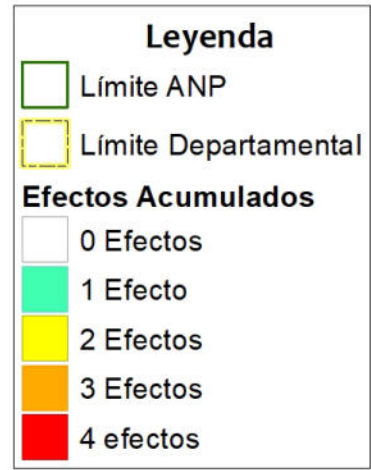 Leyenda
Límite ANP
Límite Departamental
Efectos Acumulados
0 Efectos
1 Efecto
2 Efectos
3 Efectos
4 efectos